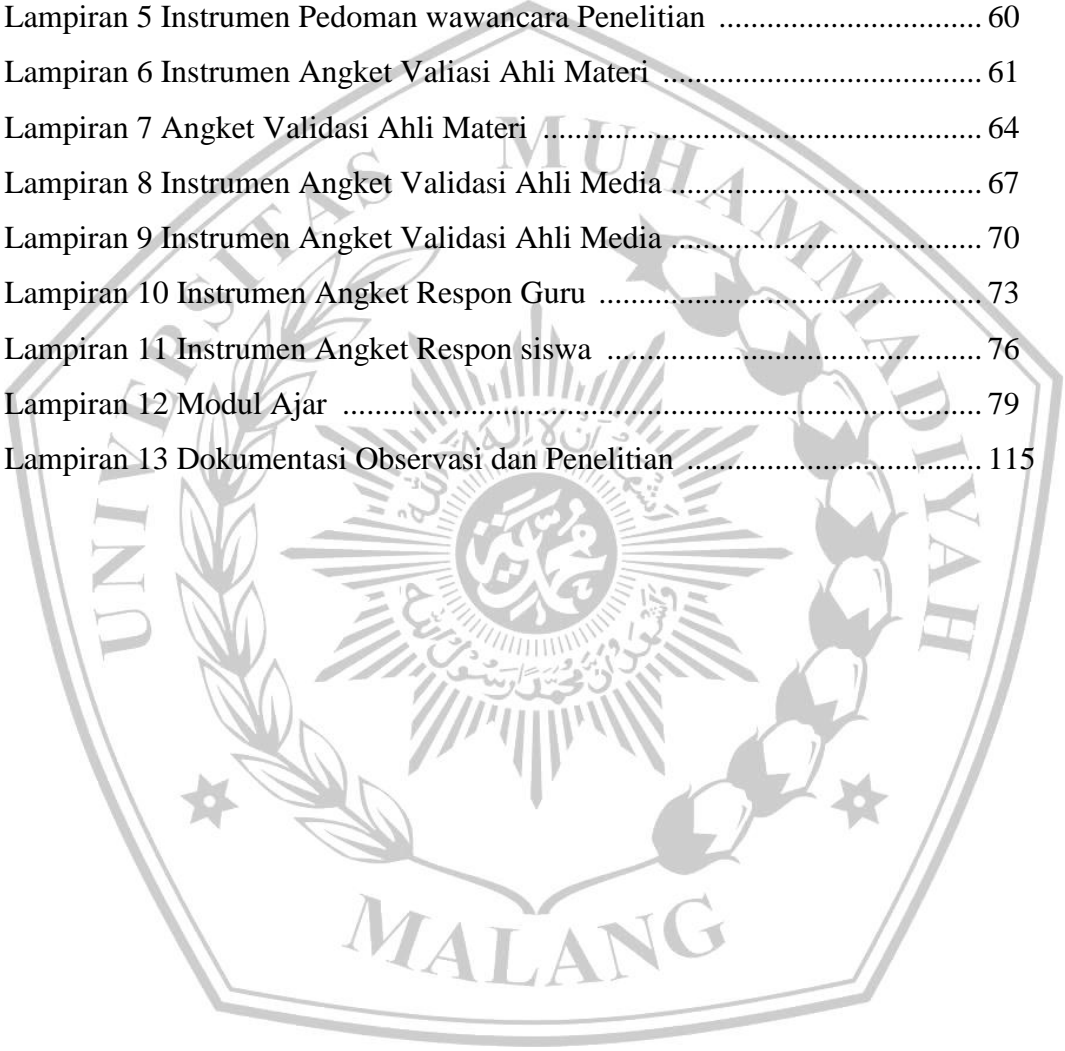 Lampiran 5 Instrumen Pedoman wawancara Penelitian ................................ 60
Lampiran 6 Instrumen Angket Valiasi Ahli Materi ....................................... 61
Lampiran 7 Angket Validasi Ahli Materi ..................................................... 64
Lampiran 8 Instrumen Angket Validasi Ahli Media ...................................... 67
Lampiran 9 Instrumen Angket Validasi Ahli Media ...................................... 70
Lampiran 10 Instrumen Angket Respon Guru ............................................... 73
Lampiran 11 Instrumen Angket Respon siswa .............................................. 76
Lampiran 12 Modul Ajar ................................................................................ 79
Lampiran 13 Dokumentasi Observasi dan Penelitian .................................... 115
UNIVERSITAS MUHAMMADIYAH
MALANG